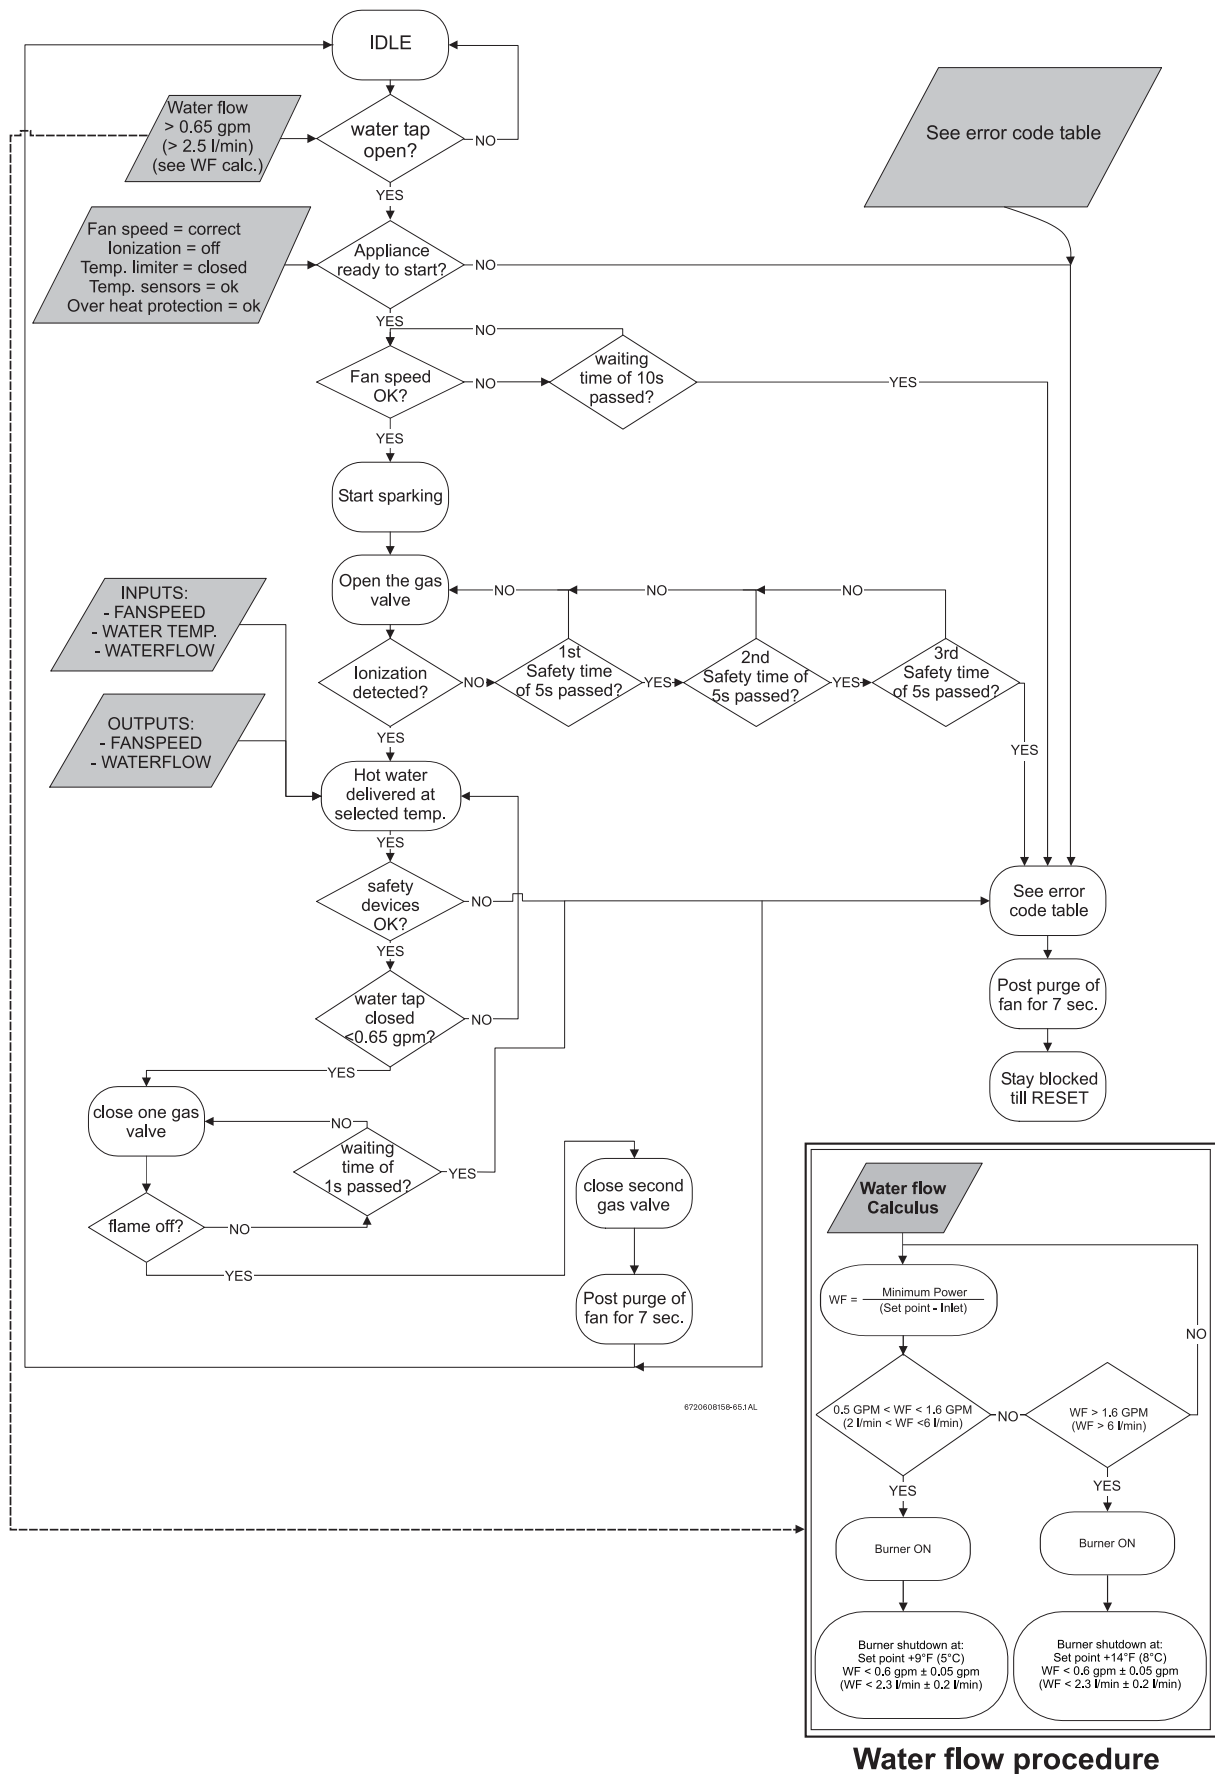 IDLE
Water flow
> 0.65 gpm
(> 2.5 l/min)
(see WF calc.)
water tap
open?
NO
See error code table
YES
Fan speed = correct
Ionization = off
Temp. limiter = closed
Temp. sensors = ok
Over heat protection = ok
Appliance
ready to start?
NO
YES
NO
Fan speed
OK?
NO
waiting
time of 10s
passed?
YES
YES
Start sparking
Open the gas
valve
NO
NO
NO
INPUTS:
- FANSPEED
- WATER TEMP.
- WATERFLOW
Ionization
detected?
NO
1st
Safety time
of 5s passed?
YES
2nd
Safety time of
5s passed?
YES
3rd
Safety time
of 5s passed?
YES
OUTPUTS:
- FANSPEED
- WATERFLOW
YES
Hot water
delivered at
selected temp.
YES
safety
devices
OK?
NO
See error
code table
YES
water tap
closed
<0.65 gpm?
NO
Post purge of
fan for 7 sec.
YES
Stay blocked
till RESET
close one gas
valve
NO
waiting
time of
1s passed?
YES
flame off?
NO
YES
close second
gas valve
Post purge of
fan for 7 sec.
6720608158-65.1AL
Water flow
Calculus
WF = Minimum Power
(Set point - Inlet)
NO
0.5 GPM < WF < 1.6 GPM
(2 l/min < WF <6 l/min)
NO
WF > 1.6 GPM
(WF > 6 l/min)
YES
YES
Burner ON
Burner ON
Burner shutdown at:
Set point +9°F (5°C)
WF < 0.6 gpm ± 0.05 gpm
(WF < 2.3 l/min ± 0.2 l/min)
Burner shutdown at:
Set point +14°F (8°C)
WF < 0.6 gpm ± 0.05 gpm
(WF < 2.3 l/min ± 0.2 l/min)
Water flow procedure